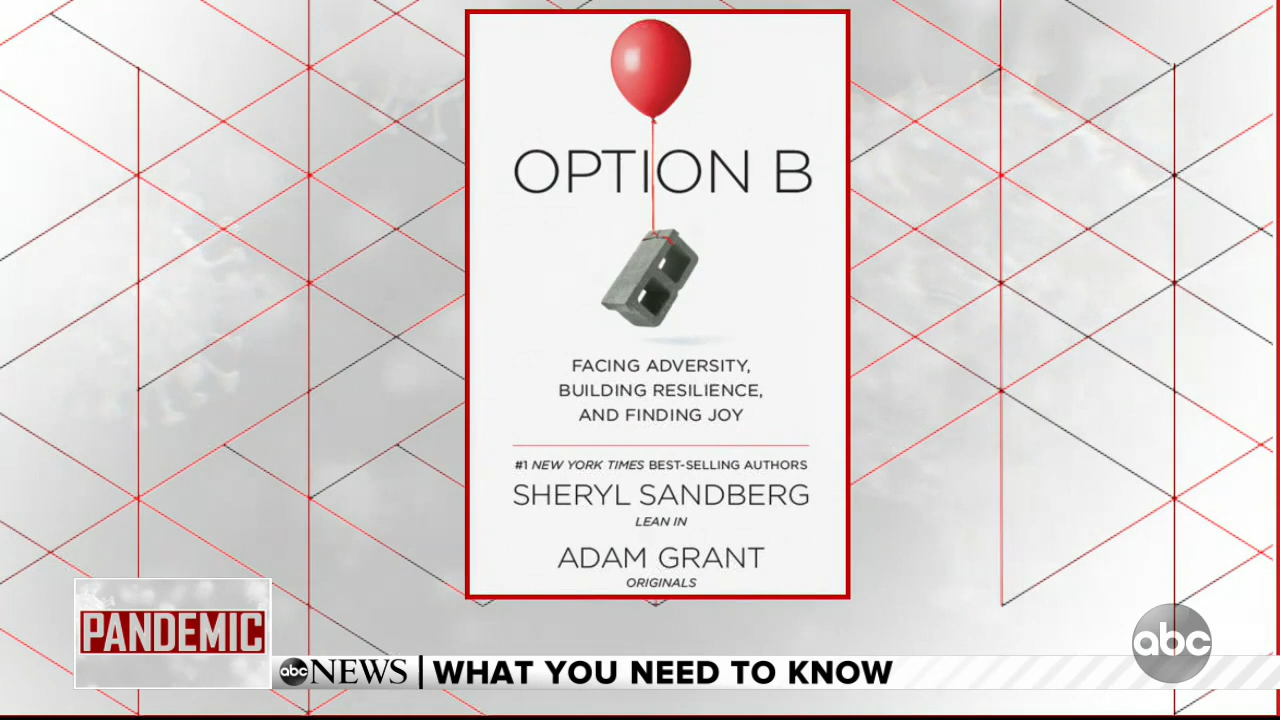 OPTION B
FACING ADVERSITY,
BUILDING RESILIENCE,
AND FINDING JOY
#1 NEW YORK TIMES BEST-SELLING AUTHORS
SHERYL SANDBERG
LEAN IN
ADAM GRANT
ORIGINALS
PANDEMIC
abc NEWS | WHAT YOU NEED TO KNOW
abc